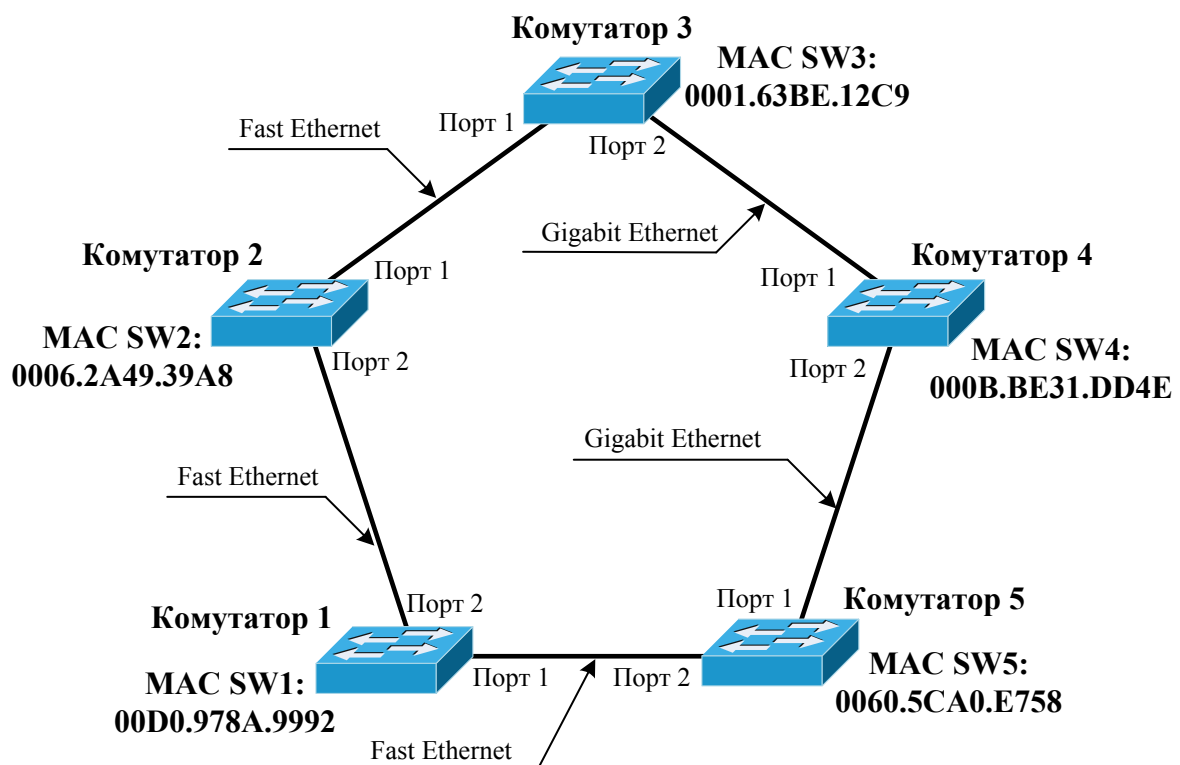 Комутатор 3
MAC SW3:
0001.63BE.12C9
Fast Ethernet
Порт 1
Порт 2
Gigabit Ethernet
Комутатор 2
Порт 1
MAC SW2:
0006.2A49.39A8
Порт 2
Комутатор 4
Порт 1
MAC SW4:
000B.BE31.DD4E
Порт 2
Gigabit Ethernet
Fast Ethernet
Комутатор 1
Порт 2
MAC SW1:
00D0.978A.9992
Порт 1
Fast Ethernet
Порт 1
Комутатор 5
Порт 2
MAC SW5:
0060.5CA0.E758